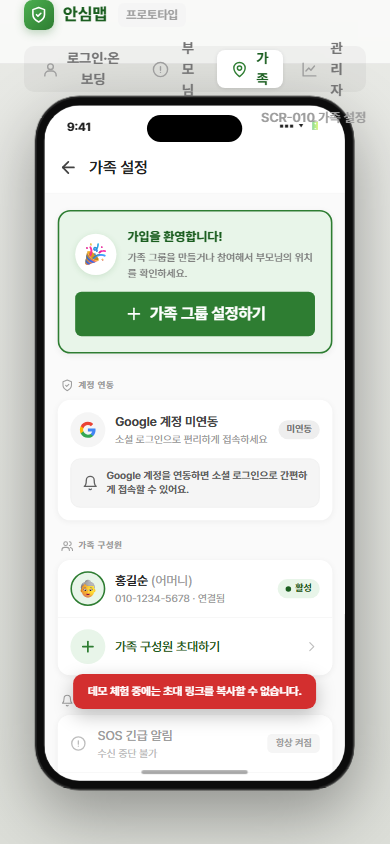 안심맵 프로토타입
로그인·온
보딩
부
모
님
가
족
관
리
자
SCR-010 가족 설정
9:41
가족 설정
가입을 환영합니다!
가족 그룹을 만들거나 참여해서 부모님의 위치
를 확인하세요.
가족 그룹 설정하기
계정 연동
Google 계정 미연동
소셜 로그인으로 편리하게 접속하세요
미연동
Google 계정을 연동하면 소셜 로그인으로 간편하
게 접속할 수 있어요.
가족 구성원
홍길순 (어머니)
010-1234-5678 · 연결됨
활성
가족 구성원 초대하기
데모 체험 중에는 초대 링크를 복사할 수 없습니다.
SOS 긴급 알림
수신 중단 불가
항상 켜짐